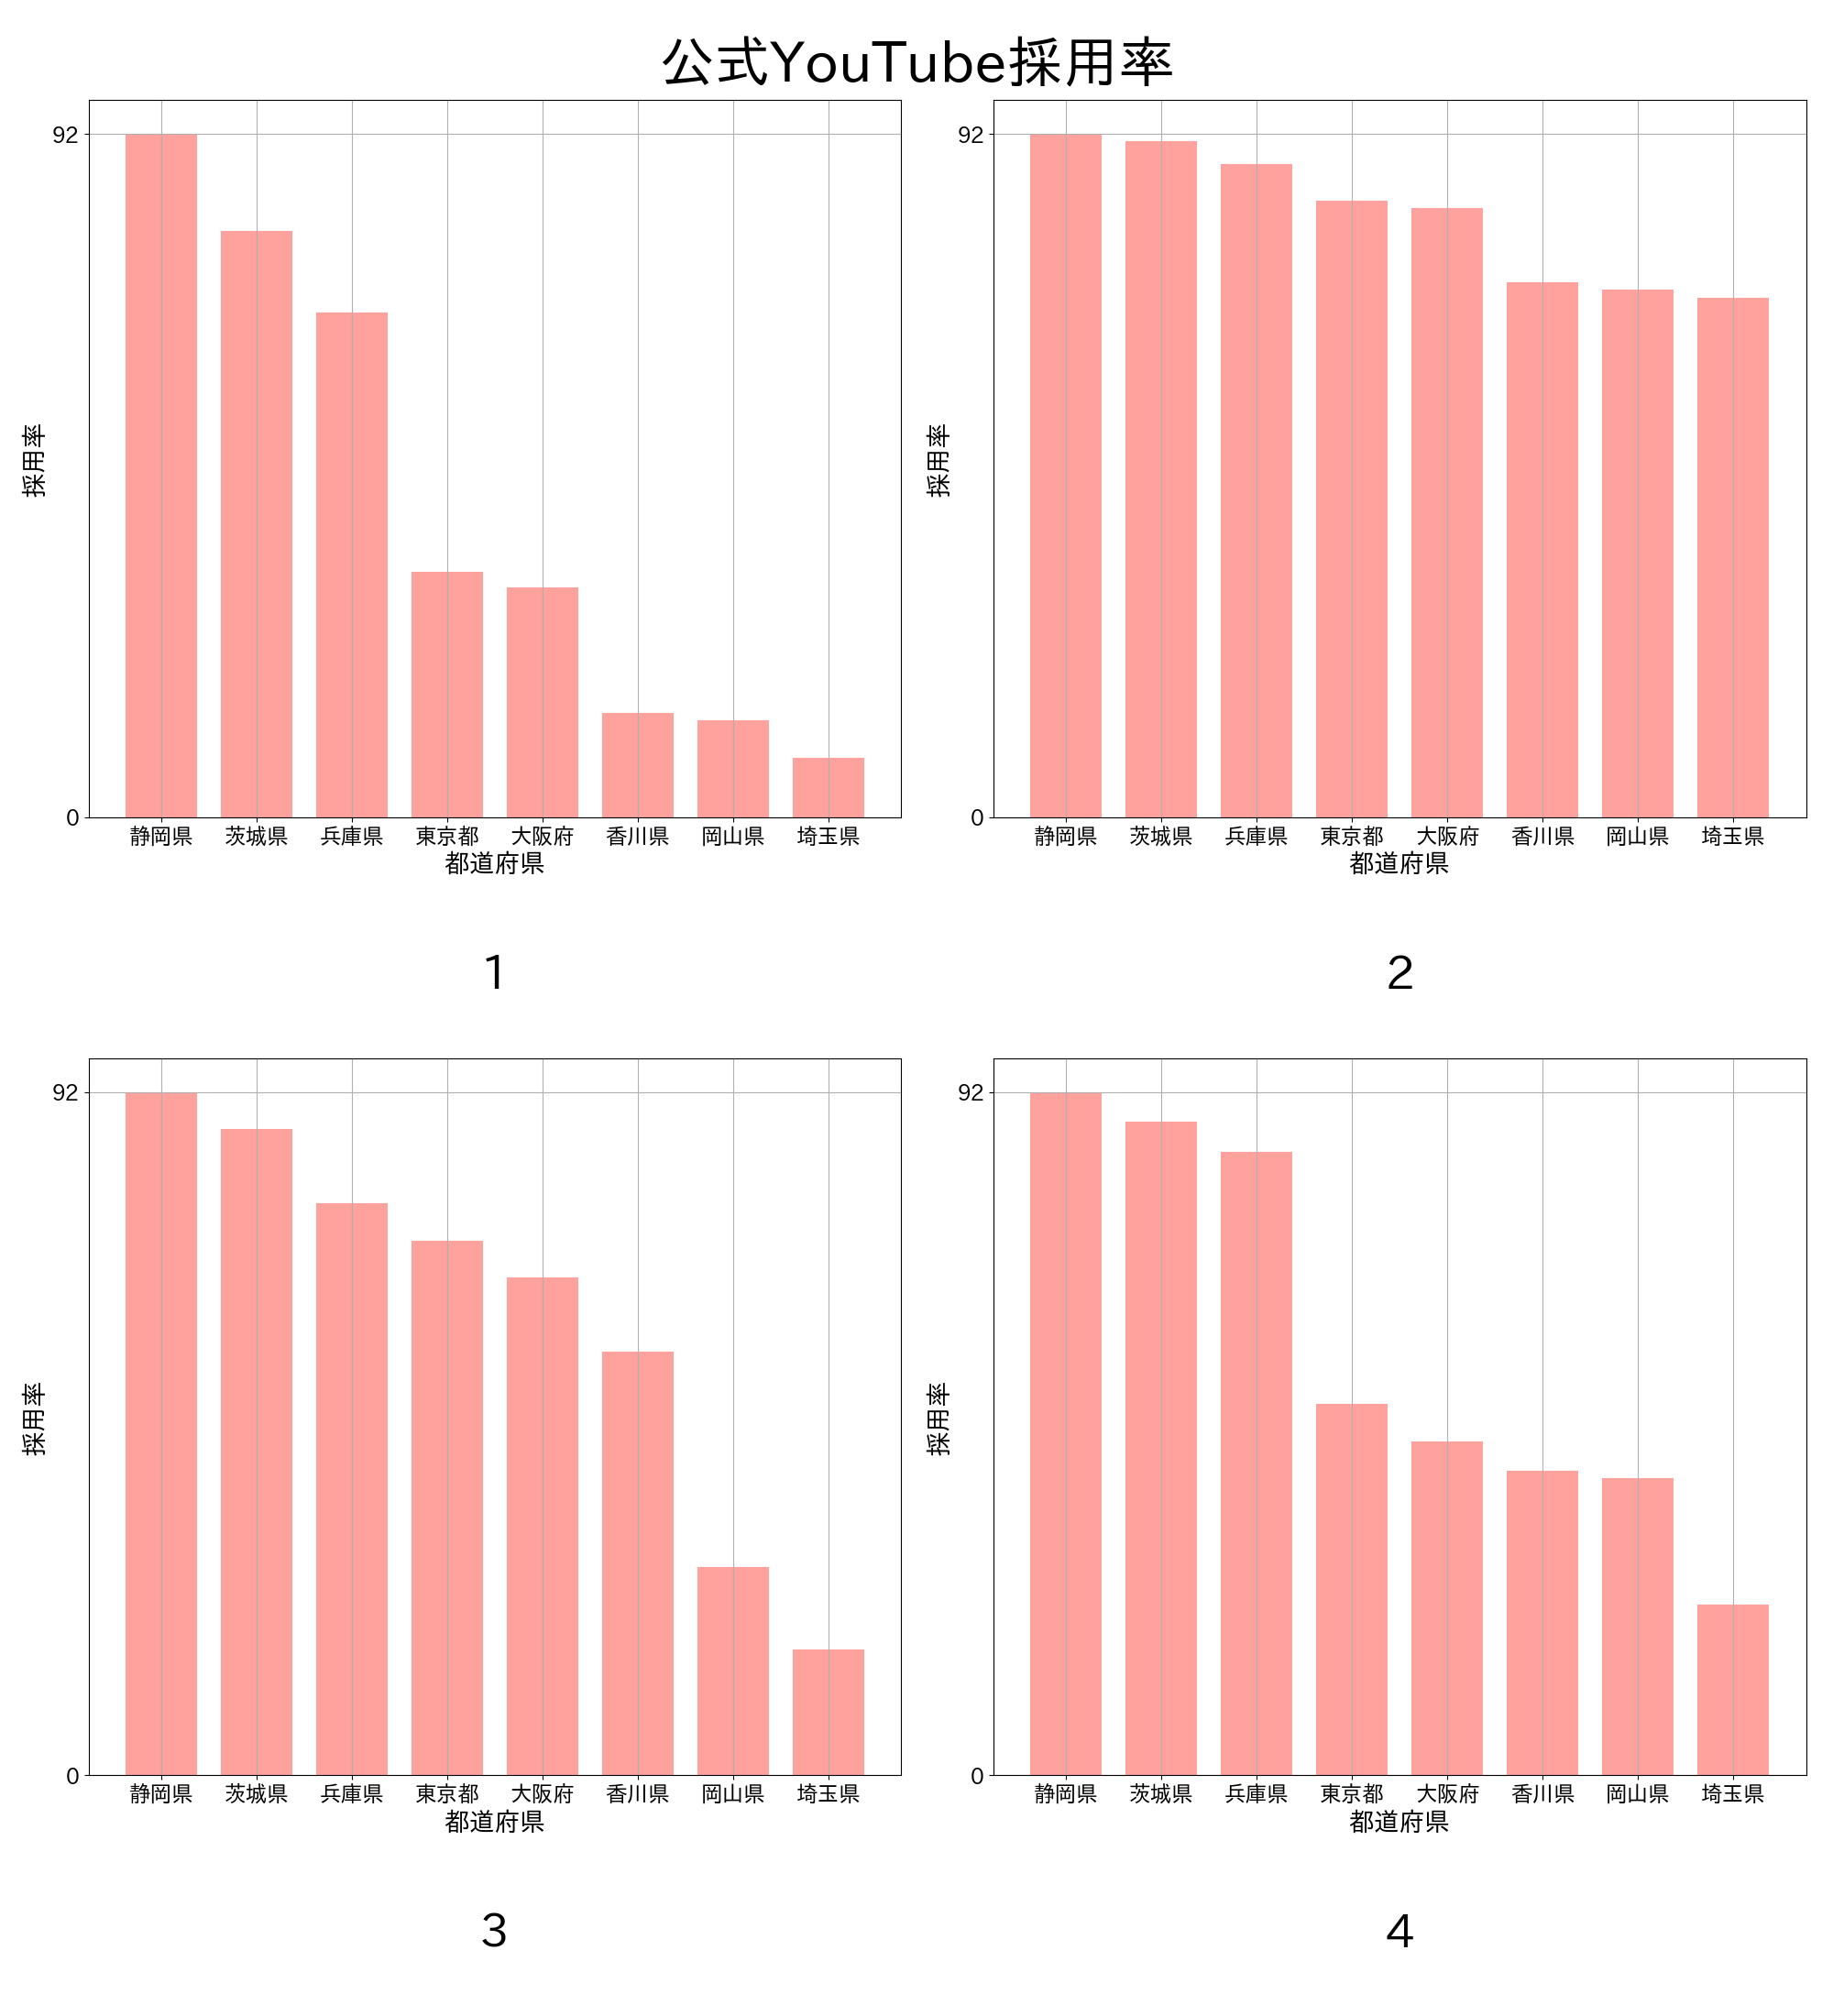 公式YouTube採用率
92
0
採用率
静岡県 茨城県 兵庫県 東京都 大阪府 香川県 岡山県 埼玉県
都道府県
1
92
0
採用率
静岡県 茨城県 兵庫県 東京都 大阪府 香川県 岡山県 埼玉県
都道府県
2
92
0
採用率
静岡県 茨城県 兵庫県 東京都 大阪府 香川県 岡山県 埼玉県
都道府県
3
92
0
採用率
静岡県 茨城県 兵庫県 東京都 大阪府 香川県 岡山県 埼玉県
都道府県
4